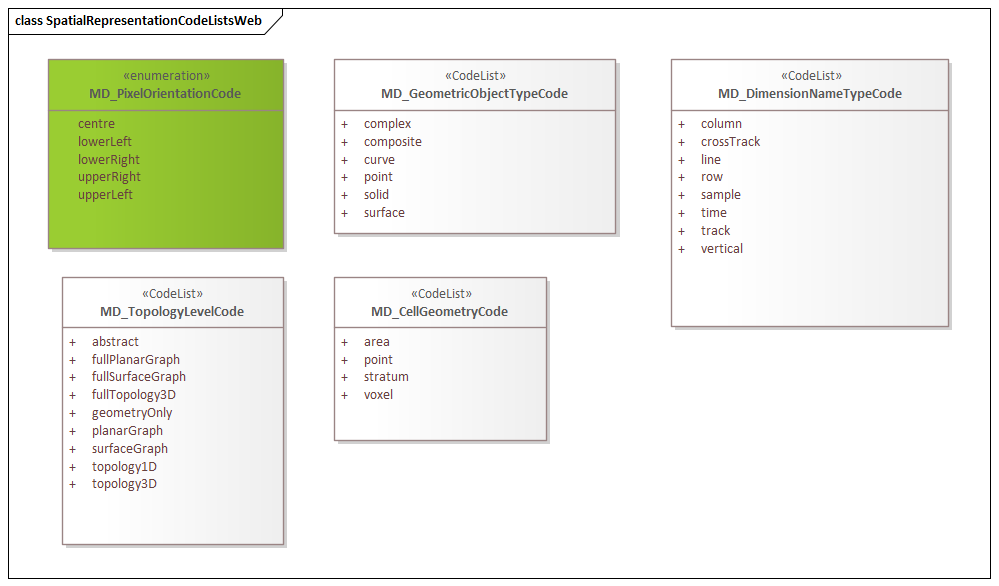 class SpatialRepresentationCodeListsWeb
«enumeration»
MD_PixelOrientationCode
centre
lowerLeft
lowerRight
upperRight
upperLeft
«CodeList»
MD_GeometricObjectTypeCode
+ complex
+ composite
+ curve
+ point
+ solid
+ surface
«CodeList»
MD_DimensionNameTypeCode
+ column
+ crossTrack
+ line
+ row
+ sample
+ time
+ track
+ vertical
«CodeList»
MD_TopologyLevelCode
+ abstract
+ fullPlanarGraph
+ fullSurfaceGraph
+ fullTopology3D
+ geometryOnly
+ planarGraph
+ surfaceGraph
+ topology1D
+ topology3D
«CodeList»
MD_CellGeometryCode
+ area
+ point
+ stratum
+ voxel